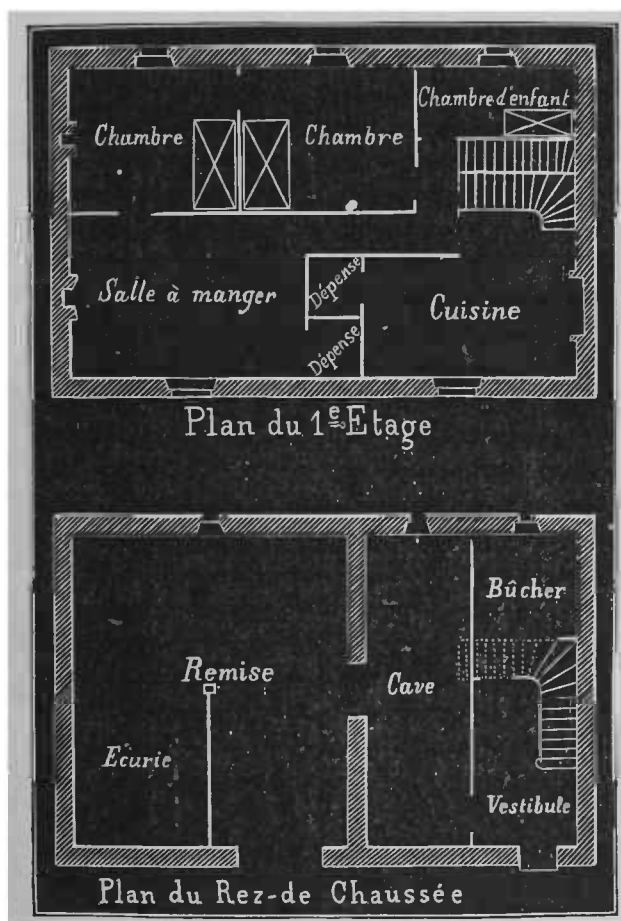 Chambre d'enfant
Chambre
Chambre
Salle à manger
Dépense
Dépense
Cuisine
Plan du 1e Etage
Bûcher
Remise
Cave
Ecurie
Vestibule
Plan du Rez-de Chaussée